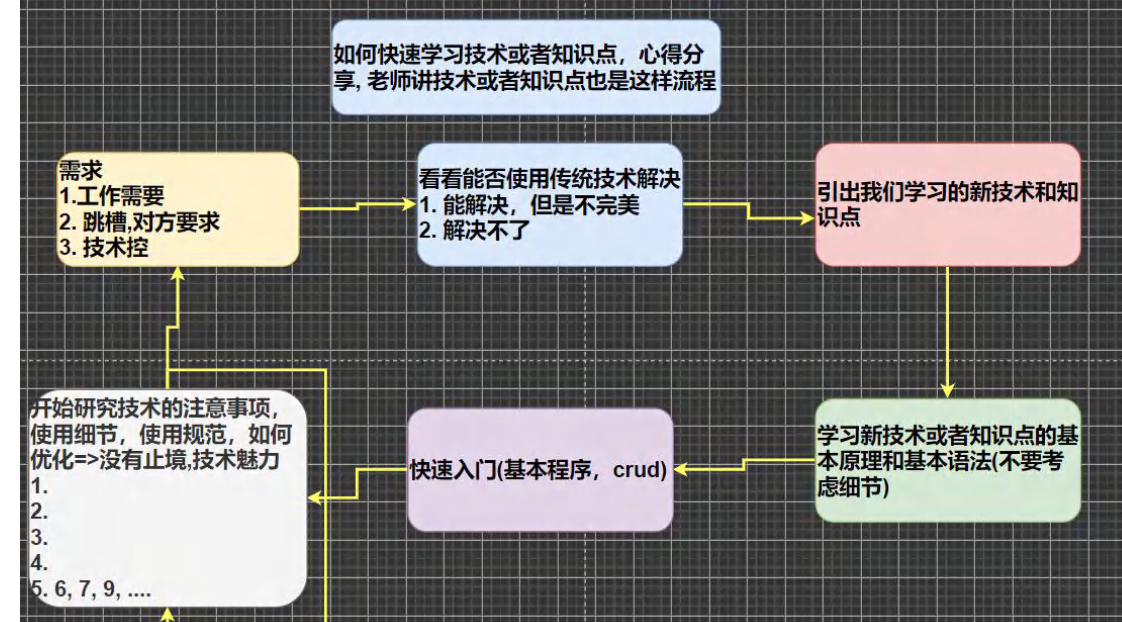 如何快速学习技术或者知识点，心得分
享, 老师讲技术或者知识点也是这样流程
需求
1.工作需要
2. 跳槽,对方要求
3. 技术控
看看能否使用传统技术解决
1. 能解决，但是不完美
2. 解决不了
引出我们学习的新技术和知
识点
学习新技术或者知识点的基
本原理和基本语法(不要考
虑细节)
快速入门(基本程序，crud)
开始研究技术的注意事项，
使用细节，使用规范，如何
优化=>没有止境,技术魅力
1.
2.
3.
4.
5. 6, 7, 9, ....